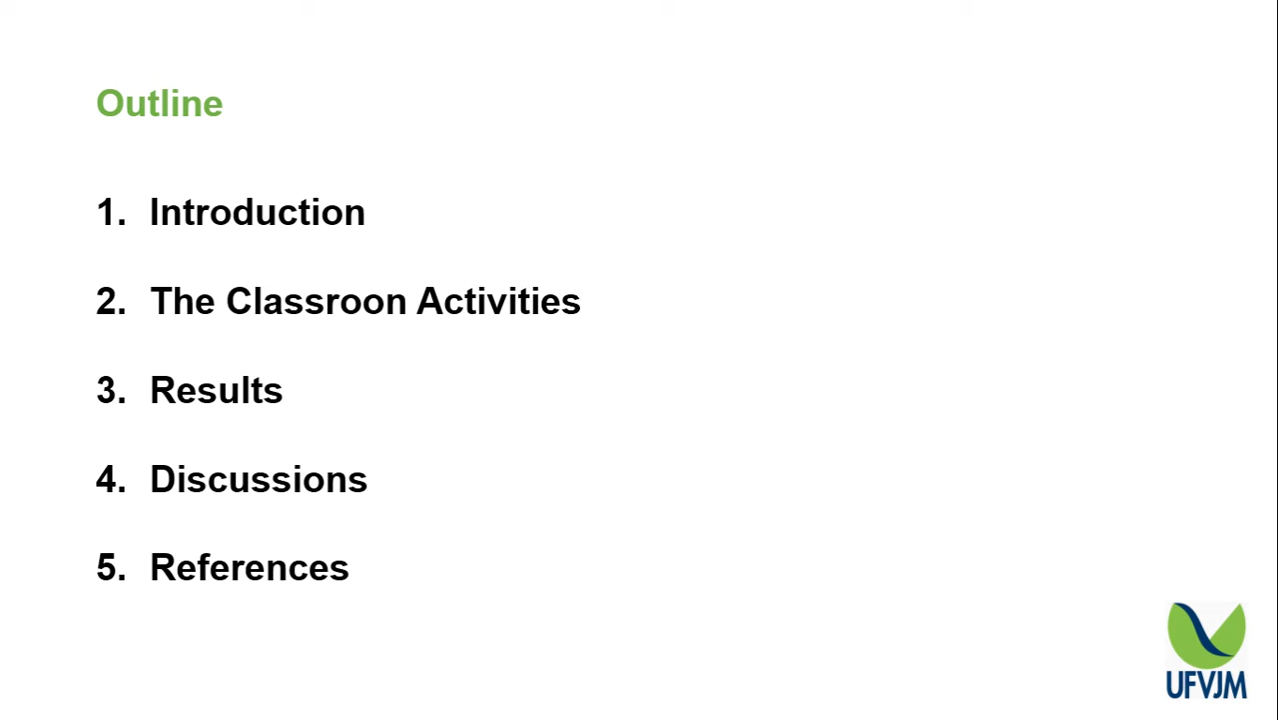 Outline
1. Introduction
2. The Classroon Activities
3. Results
4. Discussions
5. References
UFVJM